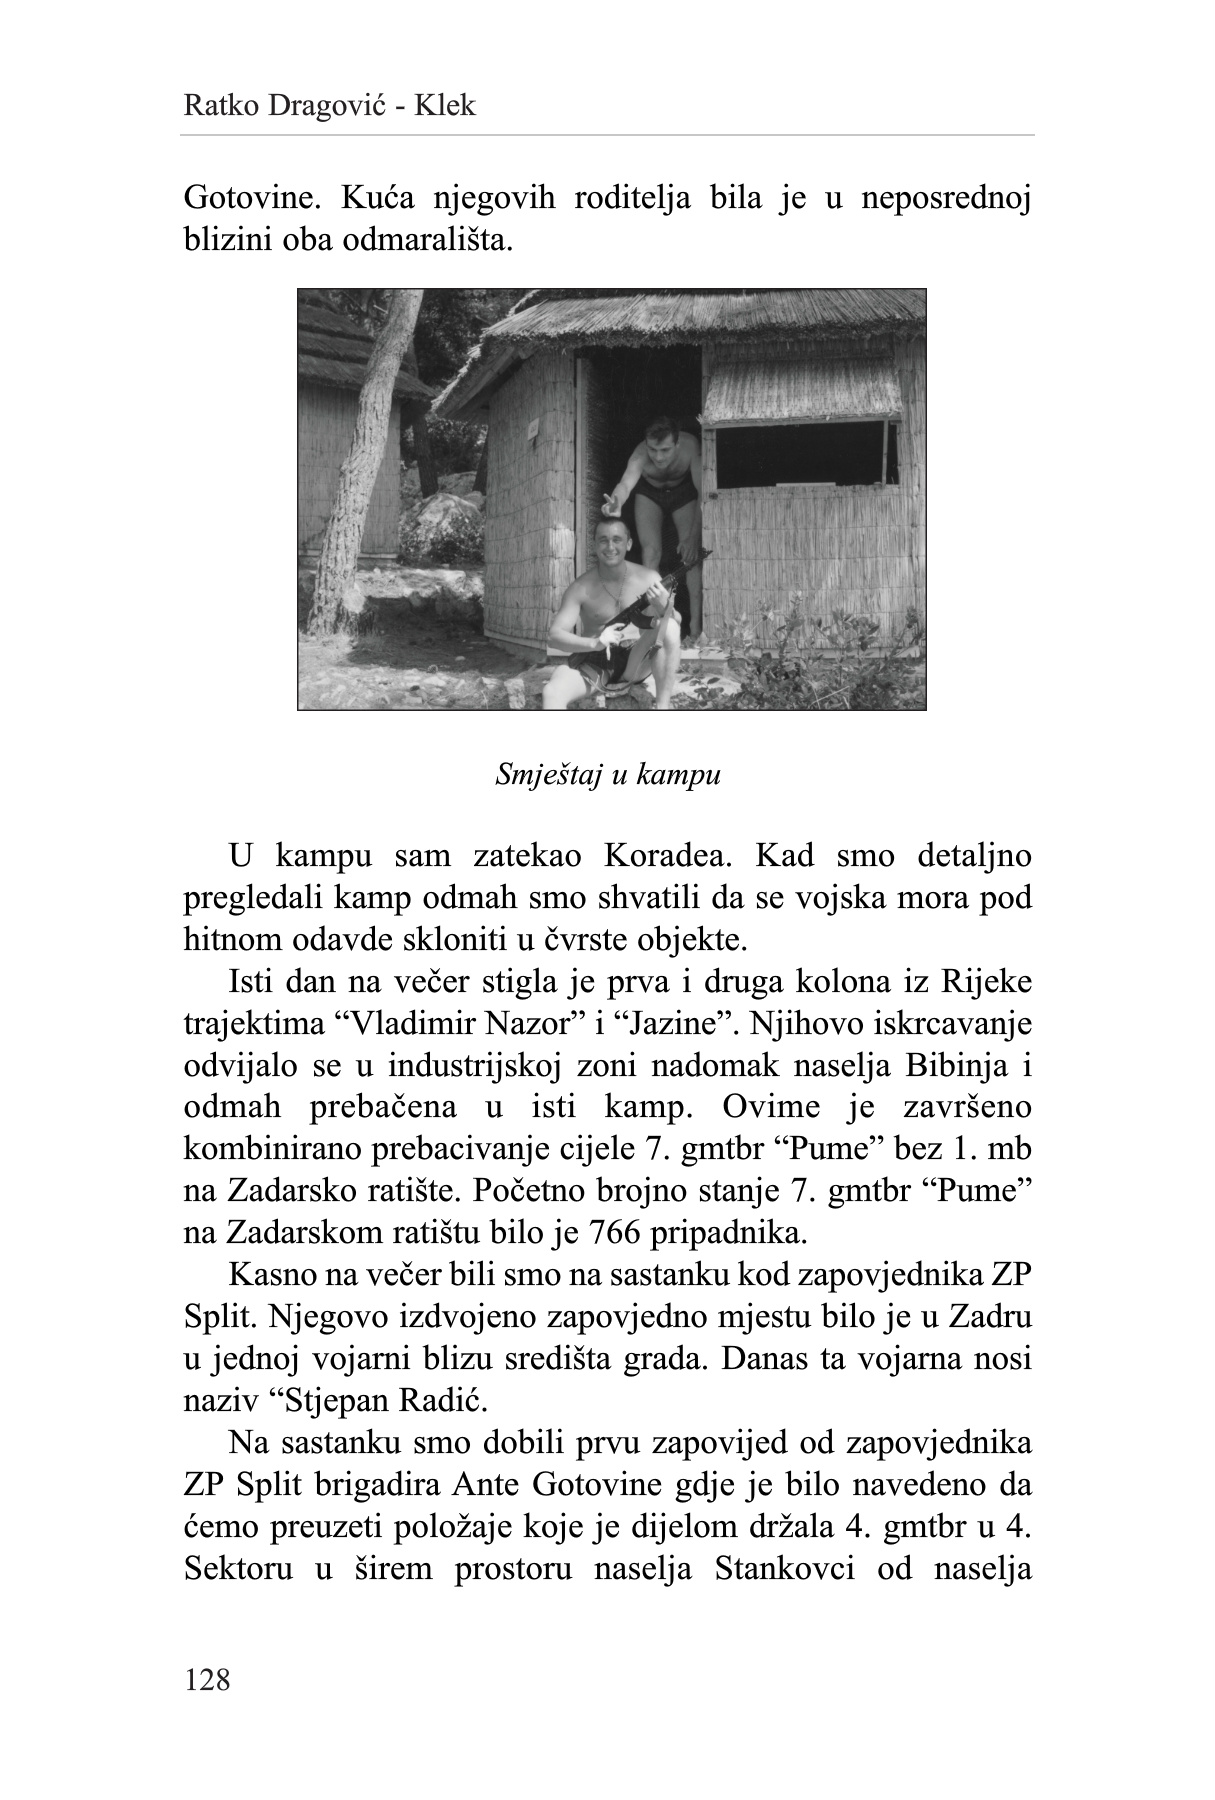 Ratko Dragović - Klek
Gotovine. Kuća njegovih roditelja bila je u neposrednoj
blizini oba odmarališta.
Smještaj u kampu
U kampu sam zatekao Koradea. Kad smo detaljno
pregledali kamp odmah smo shvatili da se vojska mora pod
hitnom odavde skloniti u čvrste objekte.
Isti dan na večer stigla je prva i druga kolona iz Rijeke
trajektima “Vladimir Nazor” i “Jazine”. Njihovo iskrcavanje
odvijalo se u industrijskoj zoni nadomak naselja Bibinja i
odmah prebačena u isti kamp. Ovime je završeno
kombinirano prebacivanje cijele 7. gmtbr “Pume” bez 1. mb
na Zadarsko ratište. Početno brojno stanje 7. gmtbr “Pume”
na Zadarskom ratištu bilo je 766 pripadnika.
Kasno na večer bili smo na sastanku kod zapovjednika ZP
Split. Njegovo izdvojeno zapovjedno mjestu bilo je u Zadru
u jednoj vojarni blizu središta grada. Danas ta vojarna nosi
naziv “Stjepan Radić.
Na sastanku smo dobili prvu zapovijed od zapovjednika
ZP Split brigadira Ante Gotovine gdje je bilo navedeno da
ćemo preuzeti položaje koje je dijelom držala 4. gmtbr u 4.
Sektoru u širem prostoru naselja Stankovci od naselja
128